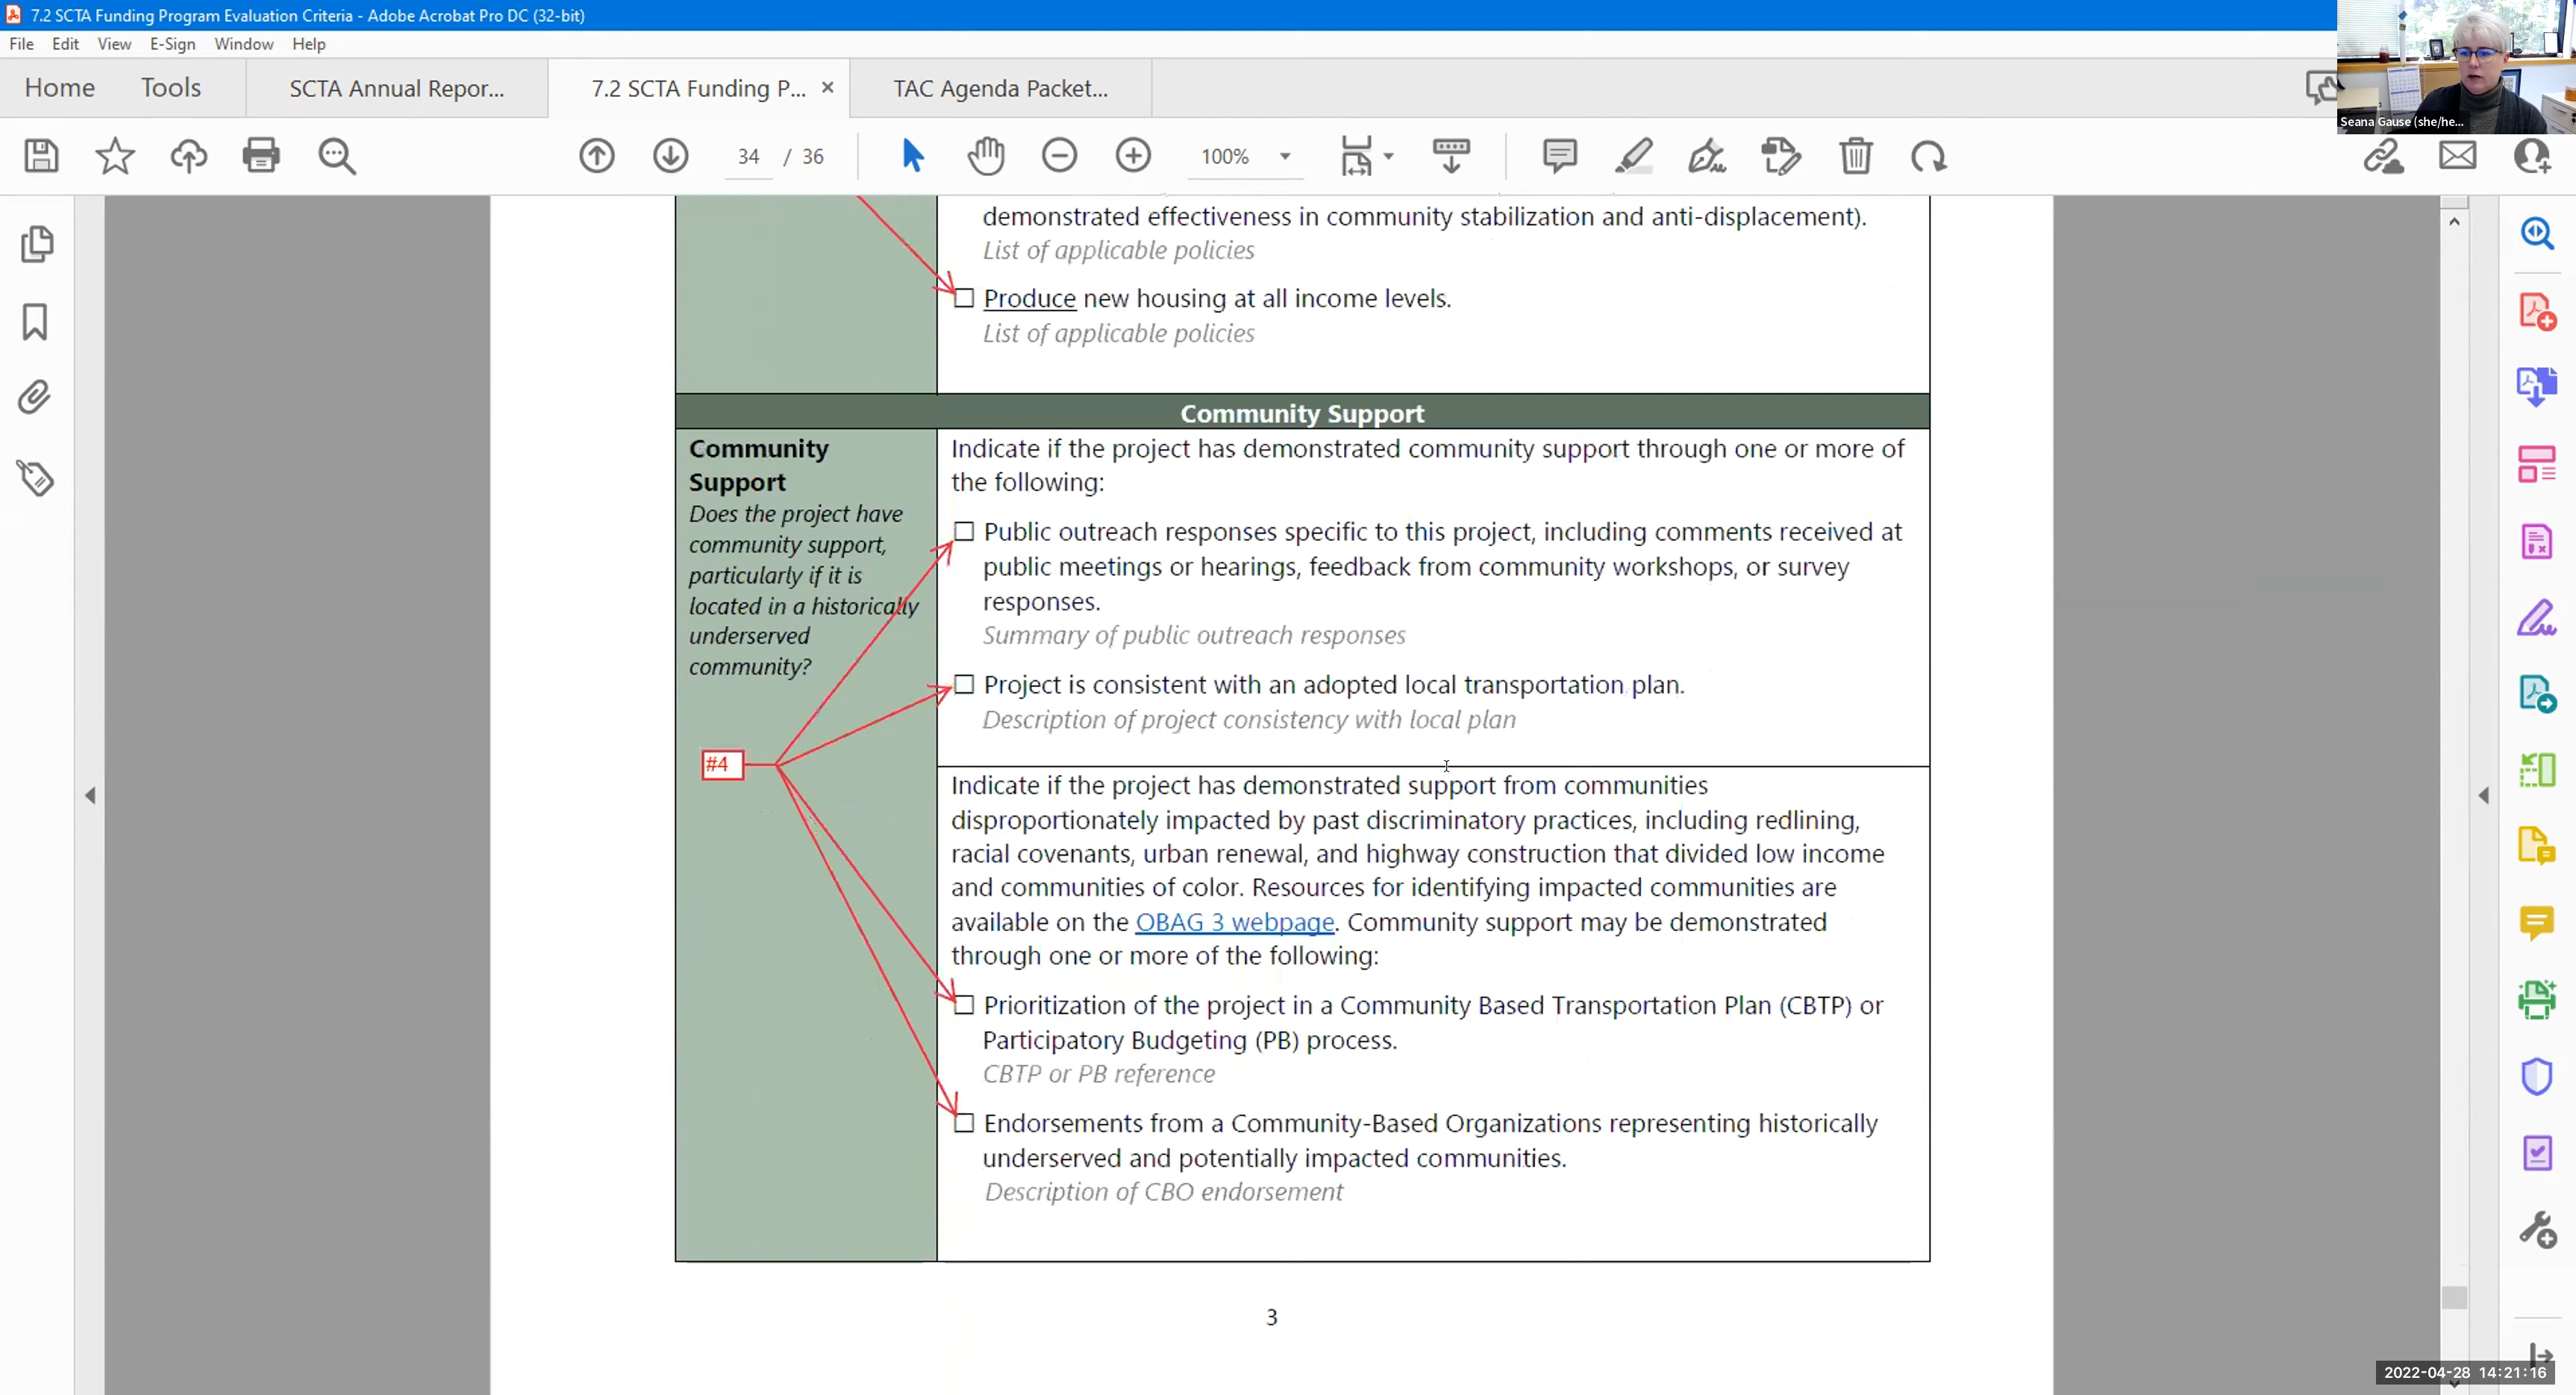 7.2 SCTA Funding Program Evaluation Criteria - Adobe Acrobat Pro DC (32-bit)
File Edit View E-Sign Window Help
Home Tools SCTA Annual Repor... 7.2 SCTA Funding P... × TAC Agenda Packet...
Seana Gause (she/he...
34 / 36 100%
demonstrated effectiveness in community stabilization and anti-displacement).
List of applicable policies
Produce new housing at all income levels.
List of applicable policies
Community Support
Community
Support
Does the project have
community support,
particularly if it is
located in a historically
underserved
community?
#4
Indicate if the project has demonstrated community support through one or more of
the following:
Public outreach responses specific to this project, including comments received at
public meetings or hearings, feedback from community workshops, or survey
responses.
Summary of public outreach responses
Project is consistent with an adopted local transportation plan.
Description of project consistency with local plan
Indicate if the project has demonstrated support from communities
disproportionately impacted by past discriminatory practices, including redlining,
racial covenants, urban renewal, and highway construction that divided low income
and communities of color. Resources for identifying impacted communities are
available on the OBAG 3 webpage. Community support may be demonstrated
through one or more of the following:
Prioritization of the project in a Community Based Transportation Plan (CBTP) or
Participatory Budgeting (PB) process.
CBTP or PB reference
Endorsements from a Community-Based Organizations representing historically
underserved and potentially impacted communities.
Description of CBO endorsement
3
2022-04-28 14:21:16